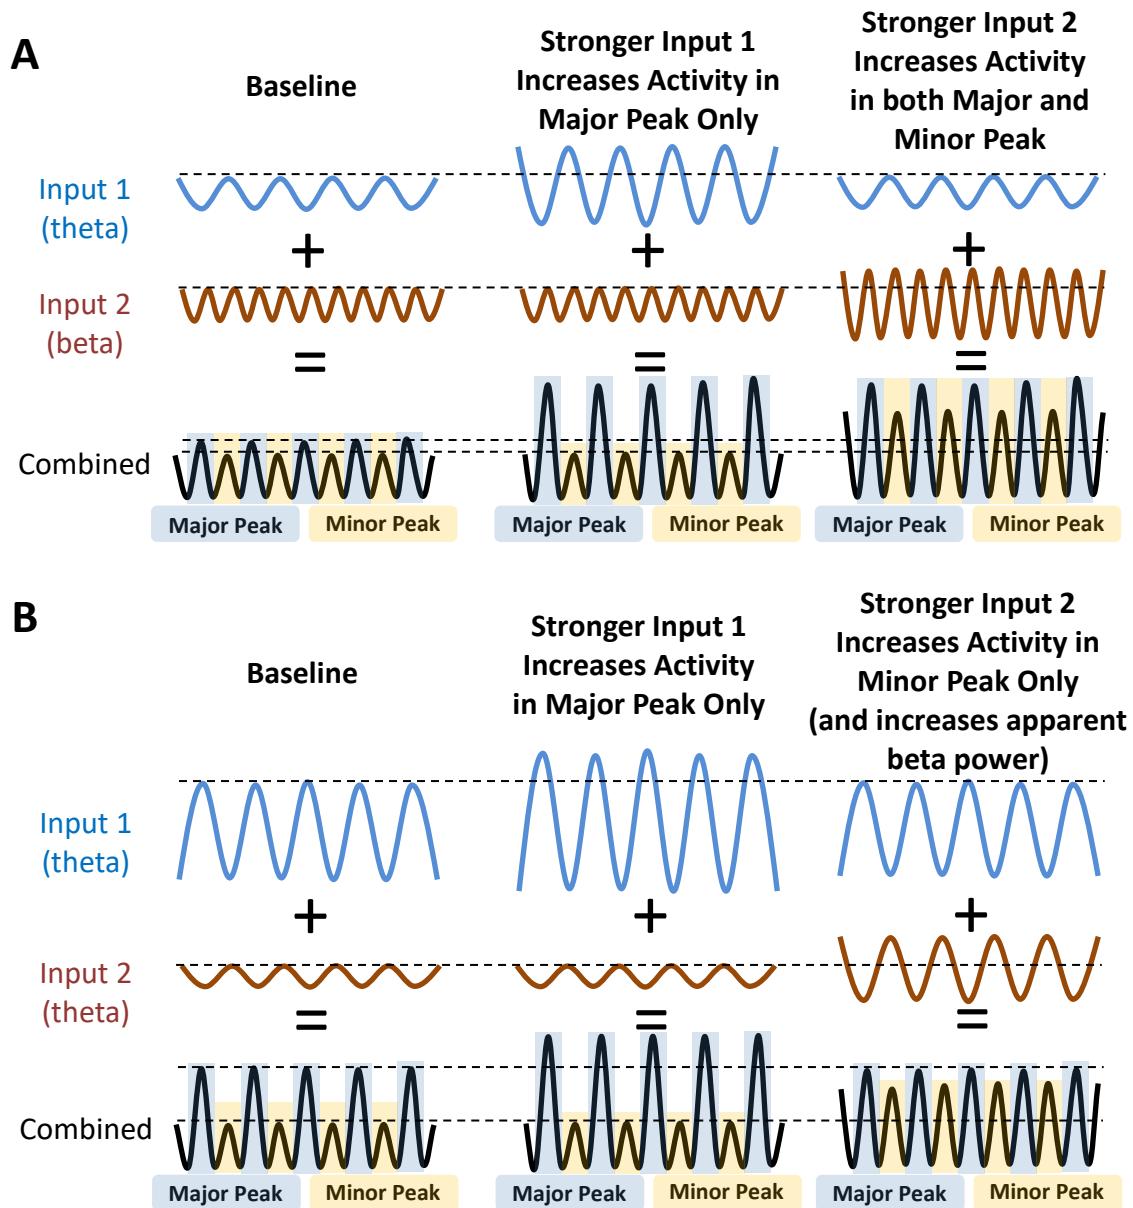 A
Baseline
Stronger Input 1
Increases Activity in
Major Peak Only
Stronger Input 2
Increases Activity
in both Major and
Minor Peak
Input 1
(theta)
+
+
+
Input 2
(beta)
=
=
=
Combined
Major Peak
Minor Peak
Major Peak
Minor Peak
Major Peak
Minor Peak
B
Baseline
Stronger Input 1
Increases Activity
in Major Peak Only
Stronger Input 2
Increases Activity in
Minor Peak Only
(and increases apparent
beta power)
Input 1
(theta)
+
+
+
Input 2
(theta)
=
=
=
Combined
Major Peak
Minor Peak
Major Peak
Minor Peak
Major Peak
Minor Peak